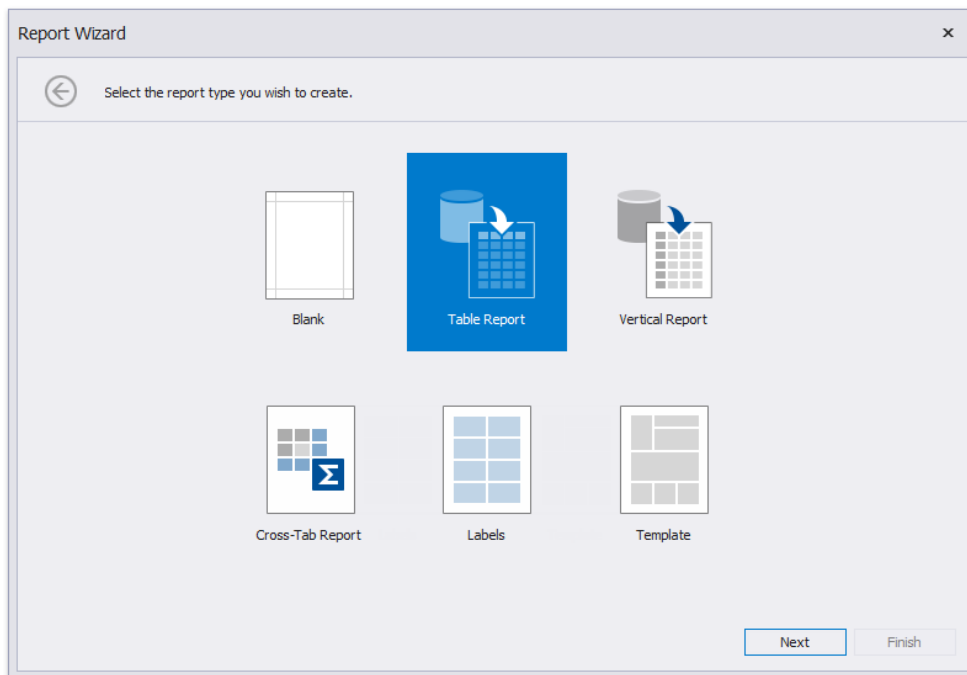 Report Wizard
Select the report type you wish to create.
Blank
Table Report
Vertical Report
Cross-Tab Report
Labels
Template
Next
Finish